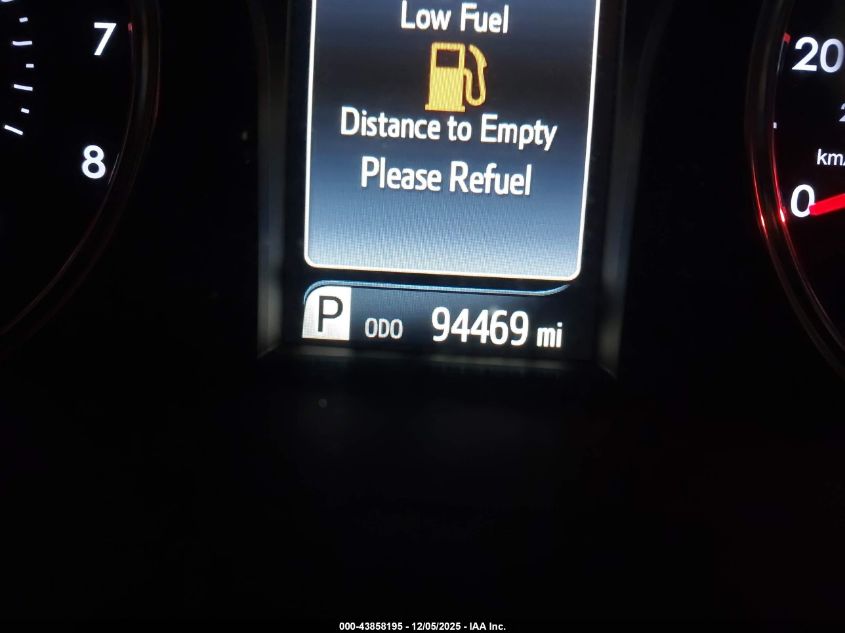 Low Fuel
Distance to Empty
Please Refuel
P ODO 94469 mi
7
8
20
0
000-43858195 - 12/05/2025 - IAA Inc.